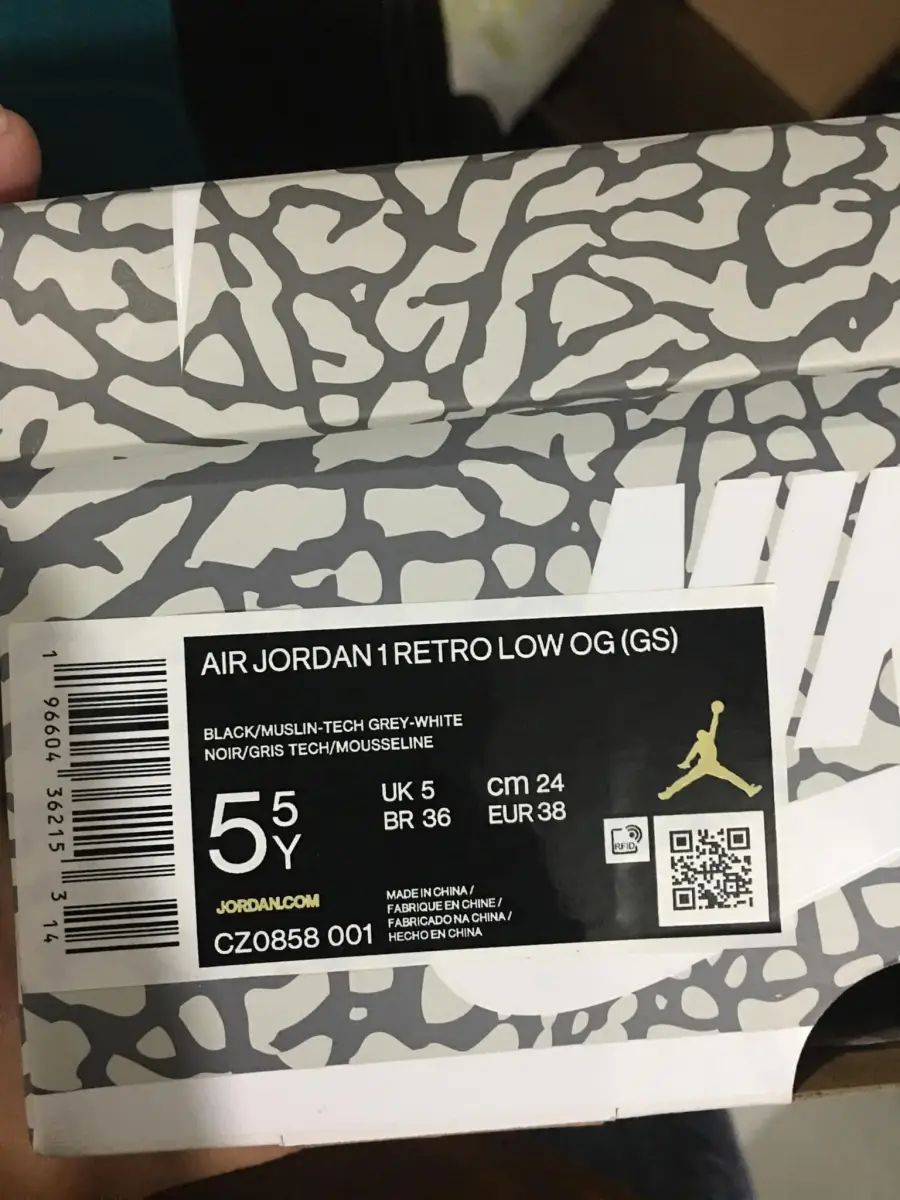 AIR JORDAN 1 RETRO LOW OG (GS)
BLACK/MUSLIN-TECH GREY-WHITE
NOIR/GRIS TECH/MOUSSELINE
5 5 Y
UK 5 cm 24
BR 36 EUR 38
RFID
JORDAN.COM
CZ0858 001
MADE IN CHINA /
FABRIQUE EN CHINE /
FABRICADO NA CHINA /
HECHO EN CHINA
1 96604 36215 3 14